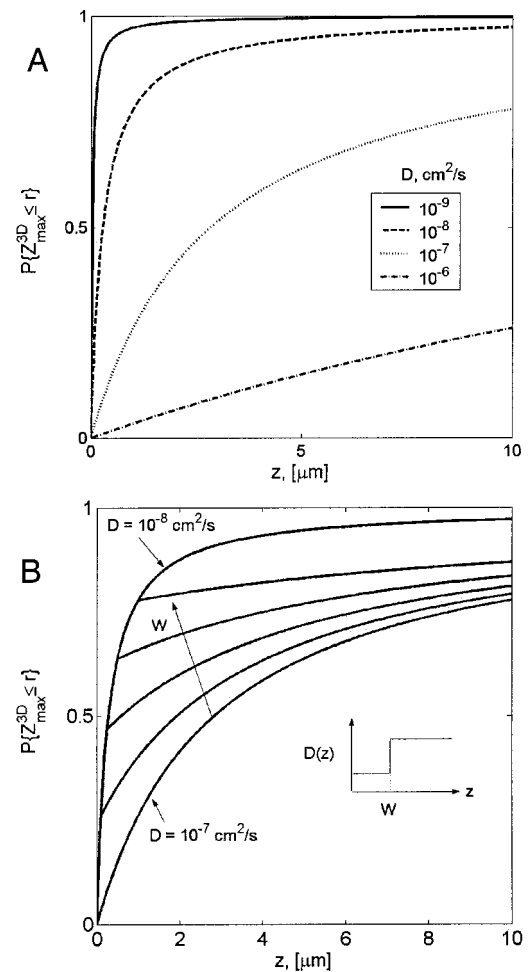 A
1
0.5
0
P{Z^3D_max ≤ r}
D, cm²/s
10⁻⁹
10⁻⁸
10⁻⁷
10⁻⁶
0
5
10
z, [μm]
B
1
0.5
0
P{Z^3D_max ≤ r}
D = 10⁻⁸ cm²/s
W
D(z)
z
W
D = 10⁻⁷ cm²/s
0
2
4
6
8
10
z, [μm]